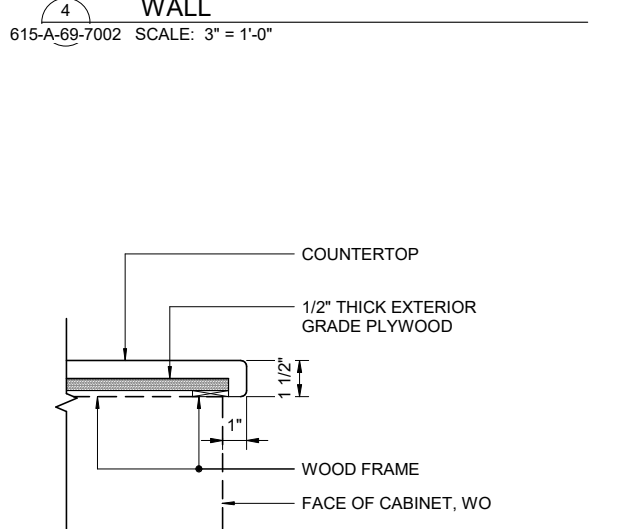 4 WALL
615-A-69-7002 SCALE: 3" = 1'-0"
COUNTERTOP
1/2" THICK EXTERIOR
GRADE PLYWOOD
1 1/2"
1"
WOOD FRAME
FACE OF CABINET, WO